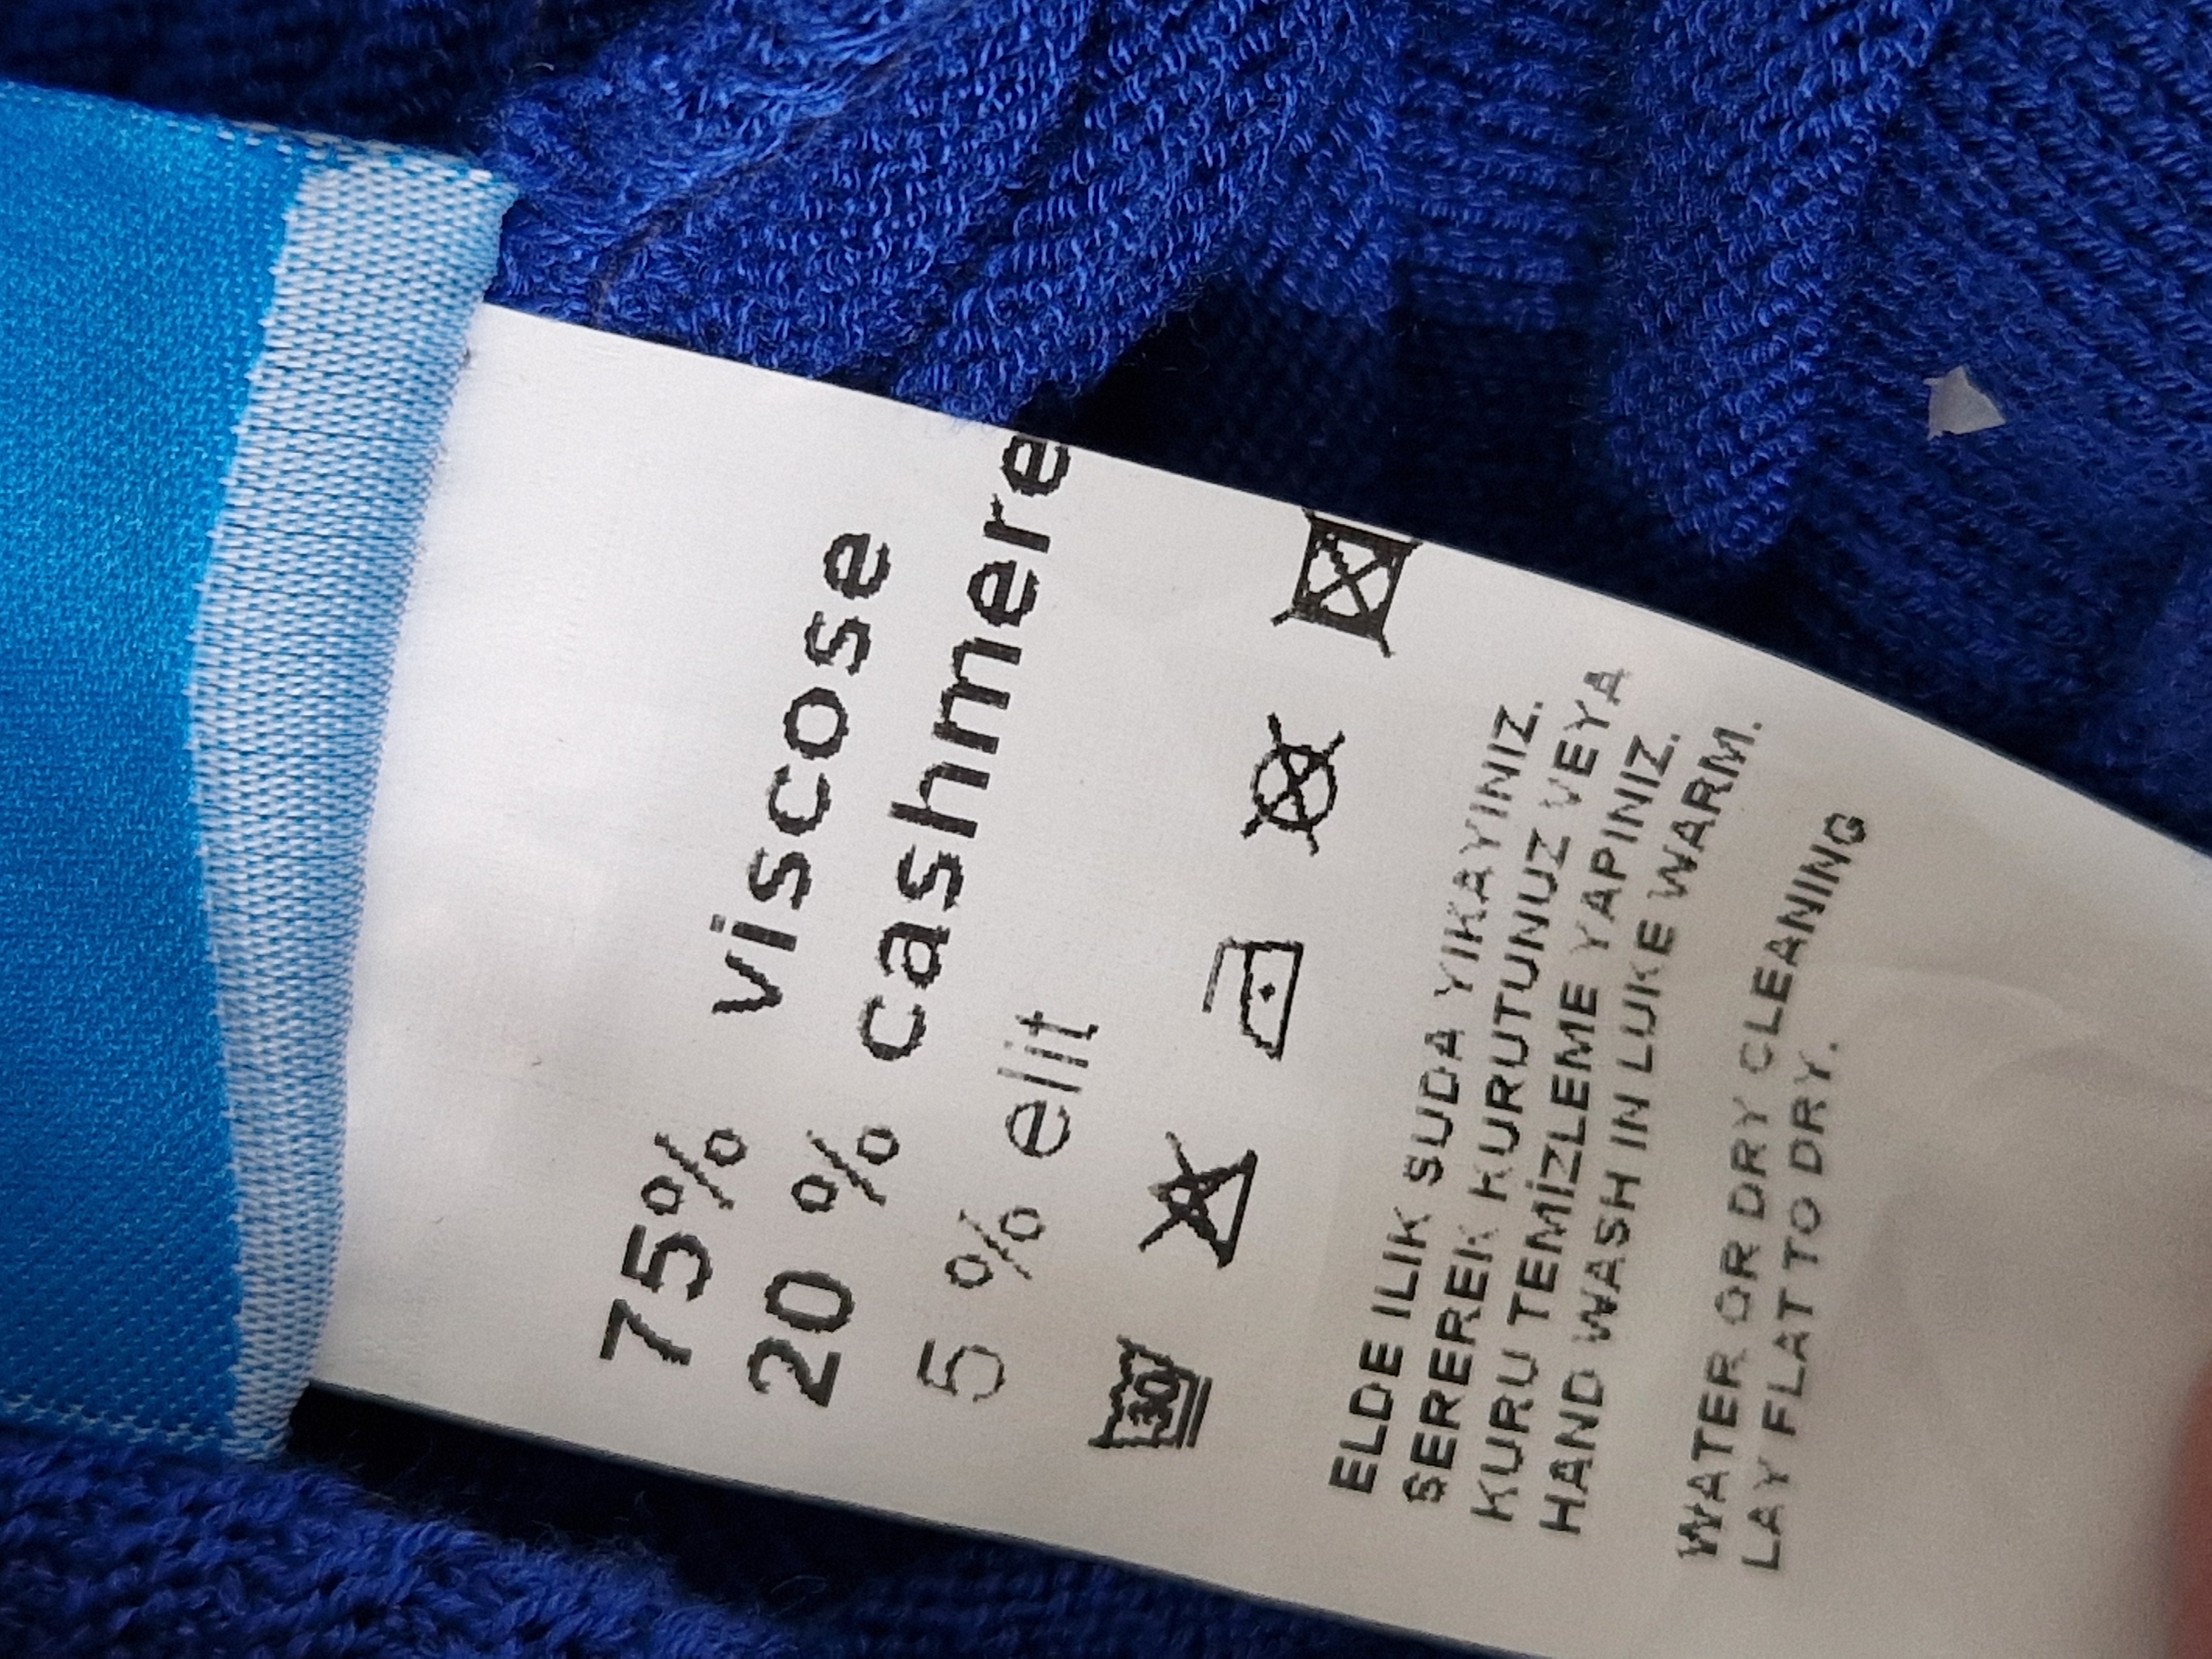 75% viscose
20 % cashmere
5 % elit
30
ELDE ILIK SUDA YIKAYINIZ.
SEREREK KURUTUNUZ VEYA
KURU TEMİZLEME YAPINIZ.
HAND WASH IN LUKE WARM.
WATER OR DRY CLEANING
LAY FLAT TO DRY.